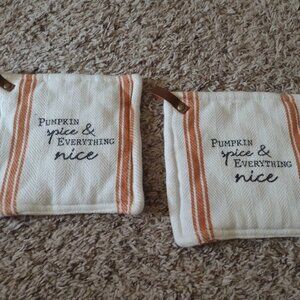 Pumpkin
spice &
Everything
nice
Pumpkin
spice &
Everything
nice